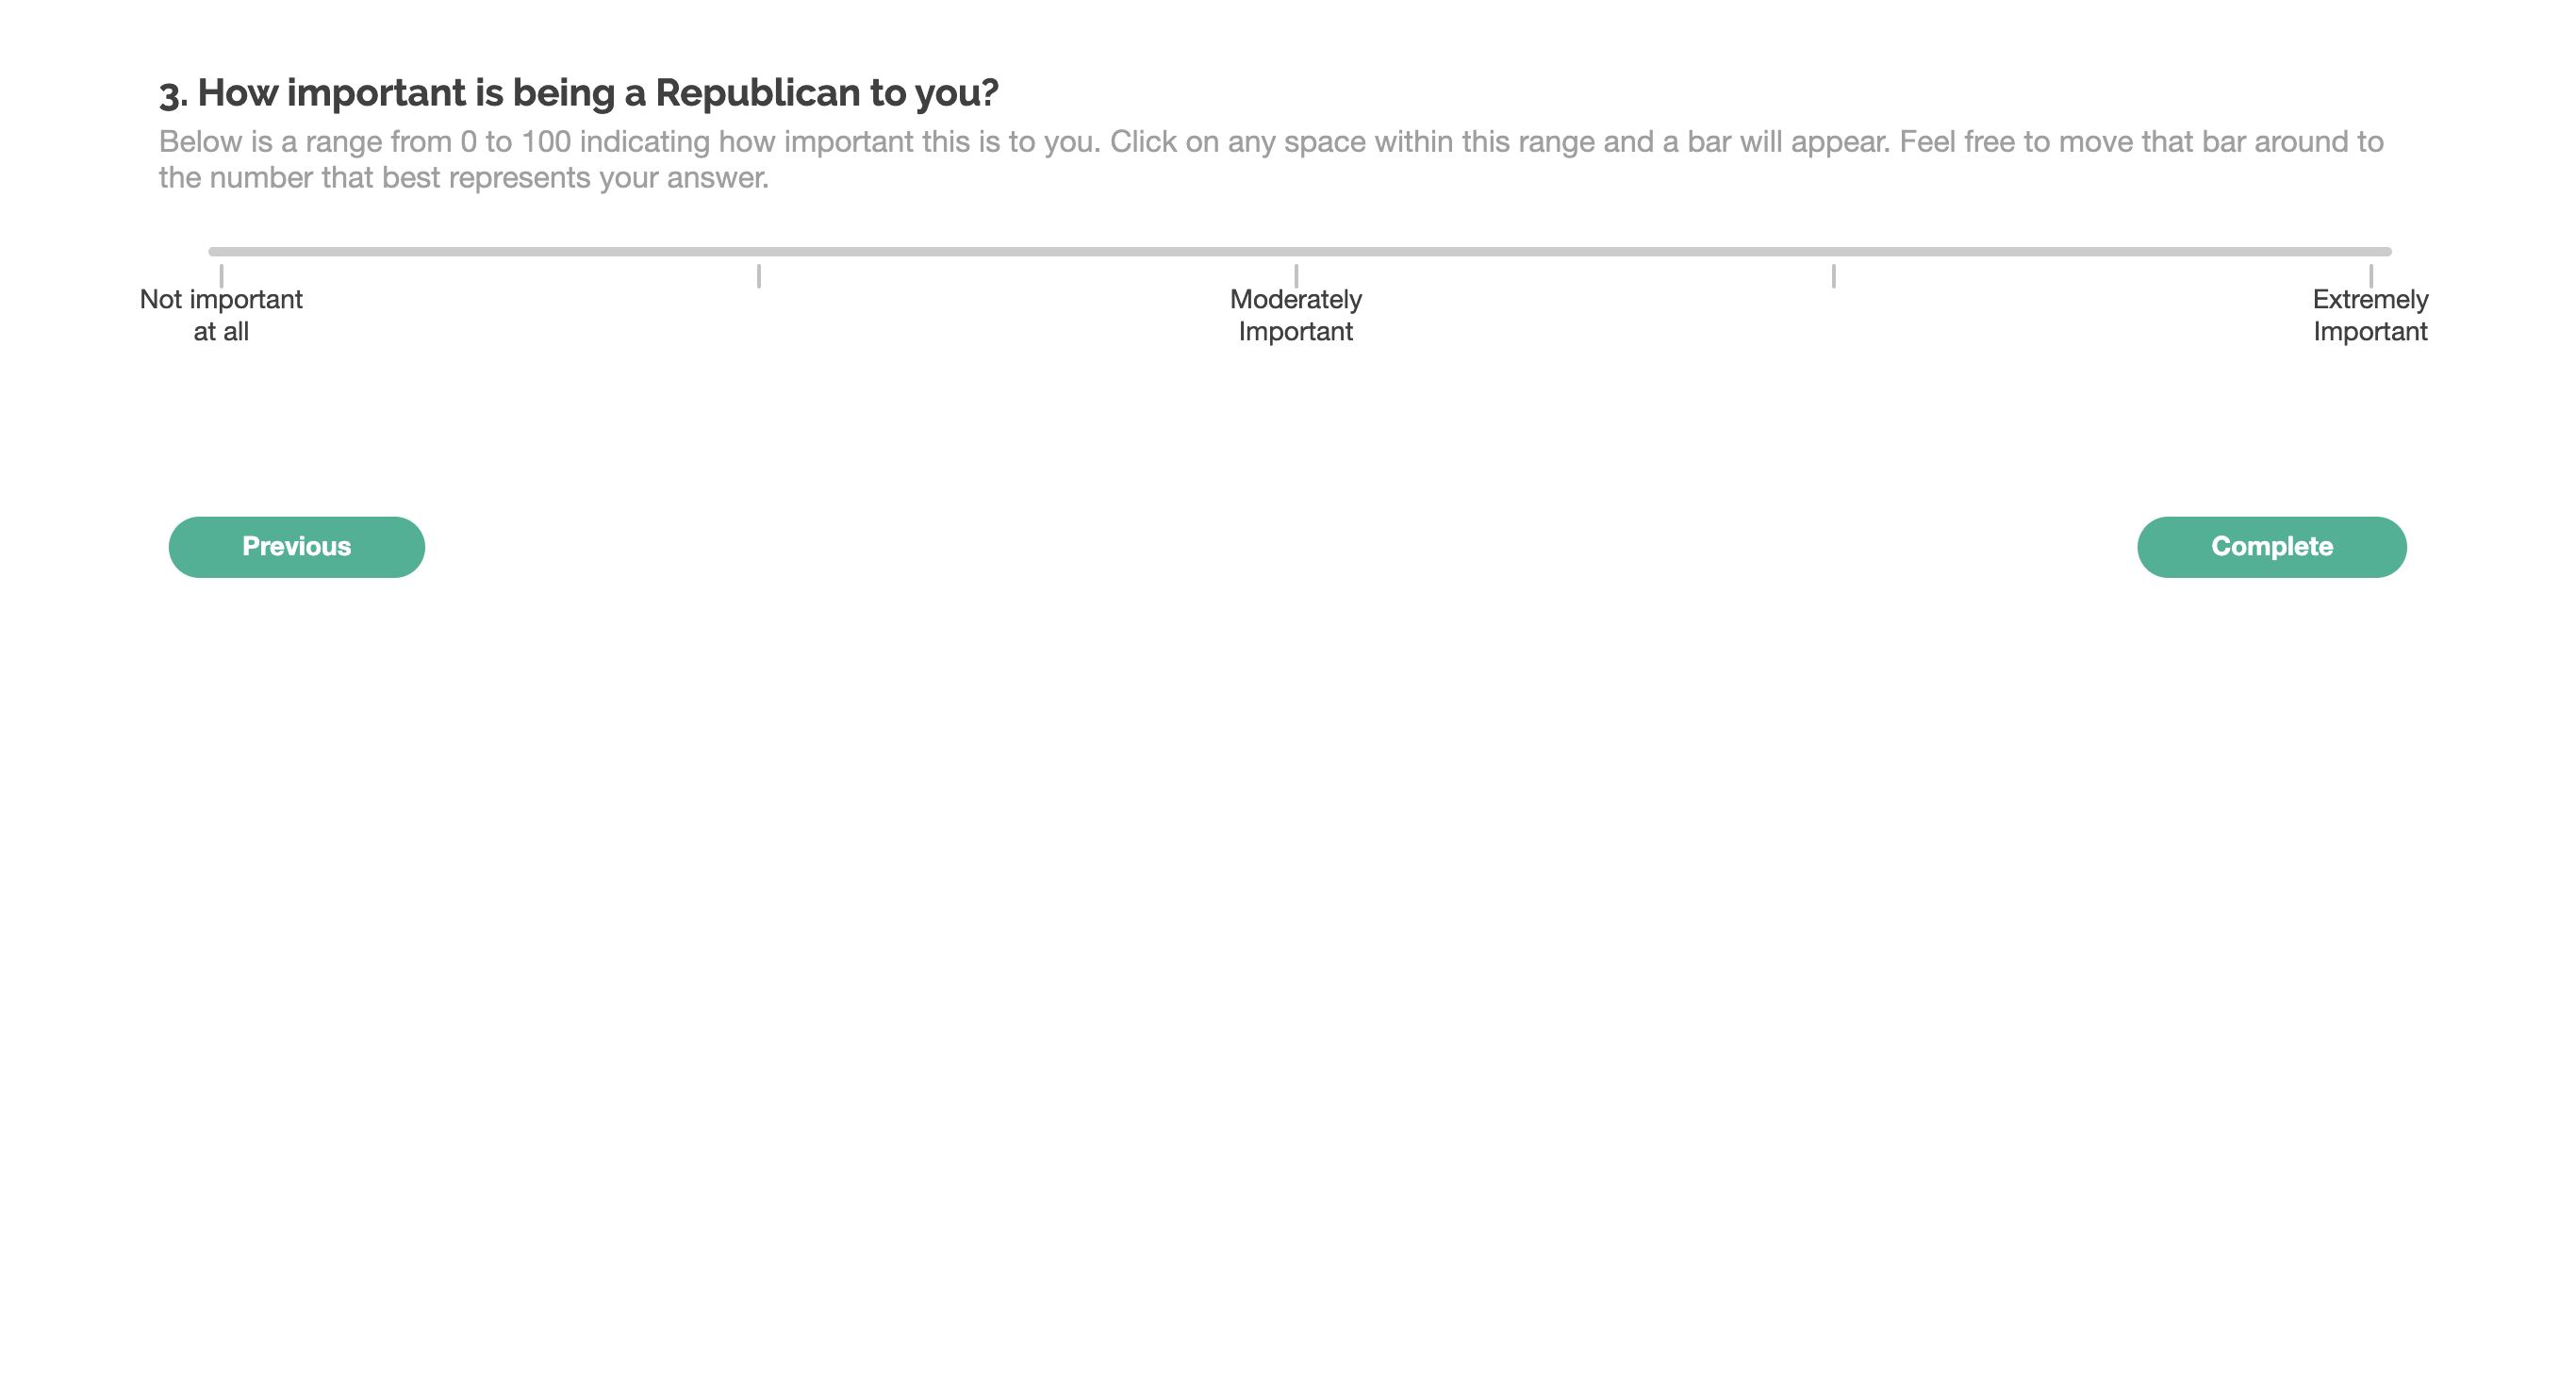 3. How important is being a Republican to you?
Below is a range from 0 to 100 indicating how important this is to you. Click on any space within this range and a bar will appear. Feel free to move that bar around to
the number that best represents your answer.
Not important
at all
Moderately
Important
Extremely
Important
Previous
Complete